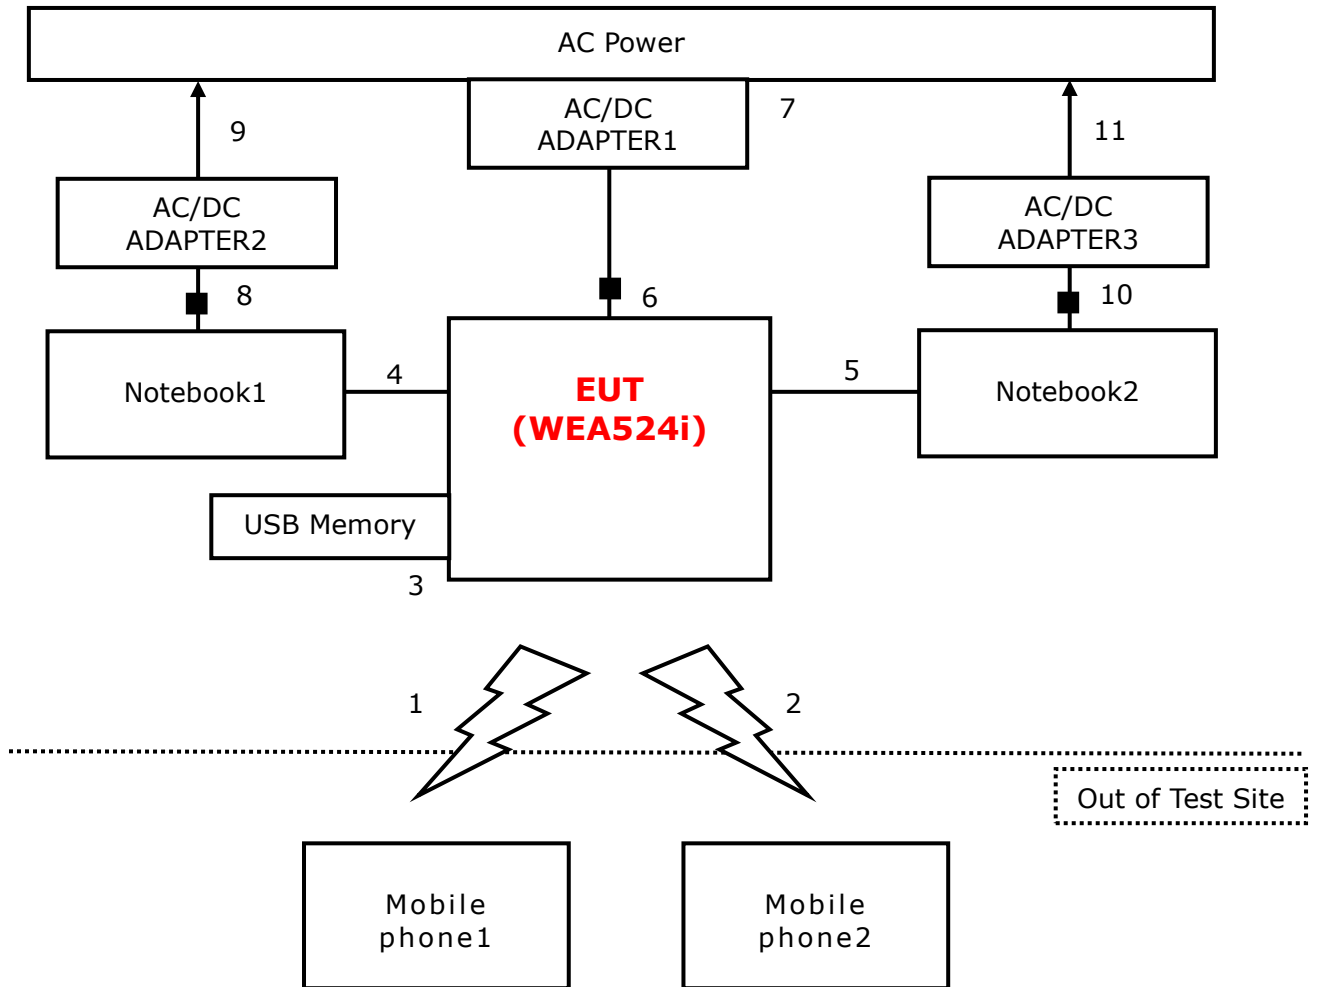 AC Power
AC/DC
ADAPTER1
7
9
11
AC/DC
ADAPTER2
AC/DC
ADAPTER3
8
6
10
Notebook1
4
EUT
(WEA524i)
5
Notebook2
USB Memory
3
1
2
Out of Test Site
Mobile
phone1
Mobile
phone2